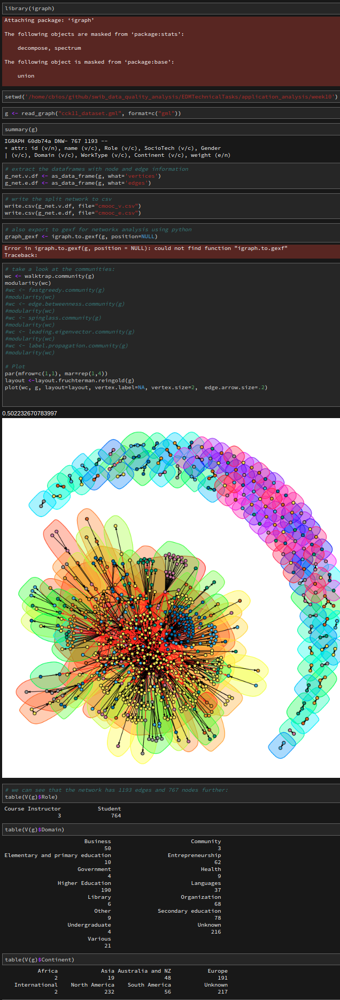 library(igraph)
Attaching package: ‘igraph’
The following objects are masked from ‘package:stats’:
decompose, spectrum
The following object is masked from ‘package:base’:
union
setwd('/home/cbios/github/swib_data_quality_analysis/EDMTechnicalTasks/application_analysis/week10')
g <- read_graph("cck11_dataset.gml", format=c("gml"))
summary(g)
IGRAPH 60db74a DNW- 767 1193 --
+ attr: id (v/n), name (v/c), Role (v/c), SocioTech (v/c), Gender
| (v/c), Domain (v/c), WorkType (v/c), Continent (v/c), weight (e/n)
# extract the dataframes with node and edge information
g_net.v.df <- as_data_frame(g, what='vertices')
g_net.e.df <- as_data_frame(g, what='edges')
# write the split network to csv
write.csv(g_net.v.df, file="cmooc_v.csv")
write.csv(g_net.e.df, file="cmooc_e.csv")
# also export to gexf for networkx analysis using python
graph_gexf <- igraph.to.gexf(g, position=NULL)
Error in igraph.to.gexf(g, position = NULL): could not find function "igraph.to.gexf"
Traceback:
# take a look at the communities:
wc <- walktrap.community(g)
modularity(wc)
#wc <- fastgreedy.community(g)
#modularity(wc)
#wc <- edge.betweenness.community(g)
#modularity(wc)
#wc <- spinglass.community(g)
#modularity(wc)
#wc <- leading.eigenvector.community(g)
#modularity(wc)
#wc <- label.propagation.community(g)
#modularity(wc)
# Plot
par(mfrow=c(1,1), mar=rep(1,4))
layout <-layout.fruchterman.reingold(g)
plot(wc, g, layout=layout, vertex.label=NA, vertex.size=2,  edge.arrow.size=.2)
0.502232670783997
# we can see that the network has 1193 edges and 767 nodes further:
table(V(g)$Role)
Course Instructor Student
3 764
table(V(g)$Domain)
Business Community
50 3
Elementary and primary education Entrepreneurship
10 62
Government Health
4 9
Higher Education Languages
190 37
Library Organization
6 68
Other Secondary education
9 78
Undergraduate Unknown
4 216
Various
21
table(V(g)$Continent)
Africa Asia Australia and NZ Europe
2 19 48 191
International North America South America Unknown
2 232 56 217